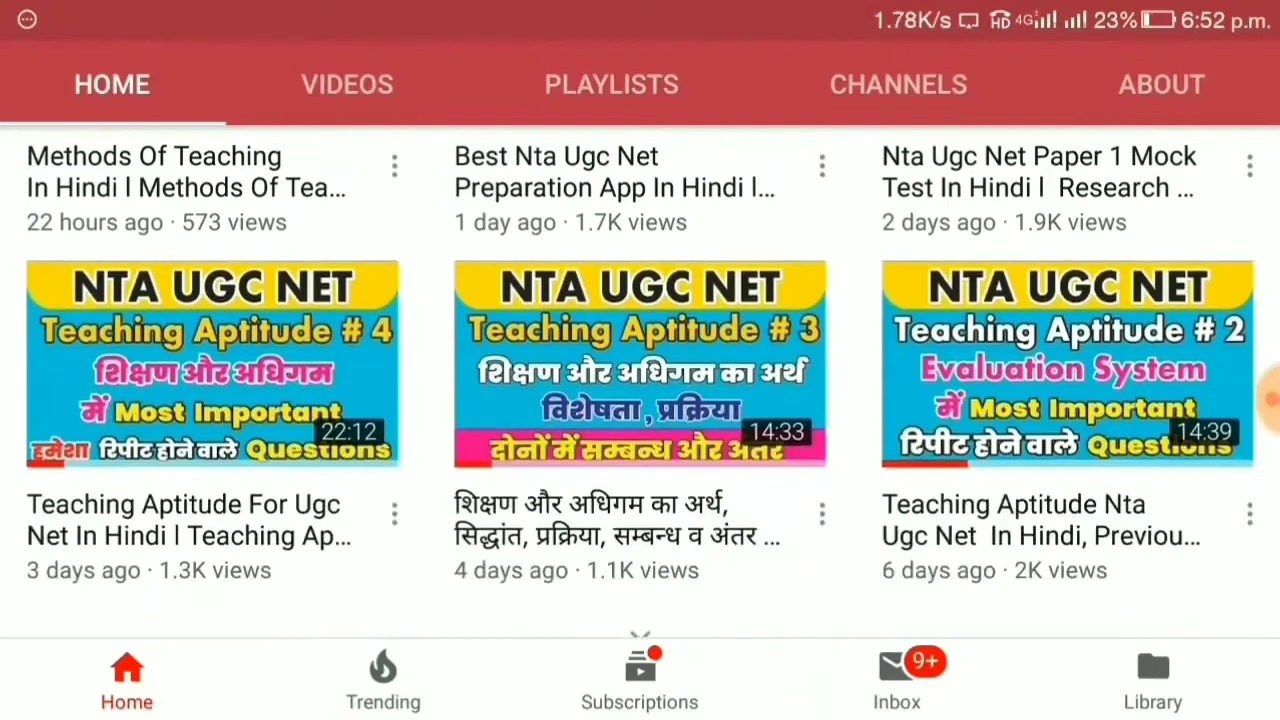 1.78K/s HD 4G 23% 6:52 p.m.
HOME VIDEOS PLAYLISTS CHANNELS ABOUT
Methods Of Teaching
In Hindi l Methods Of Tea...
22 hours ago · 573 views
Best Nta Ugc Net
Preparation App In Hindi l...
1 day ago · 1.7K views
Nta Ugc Net Paper 1 Mock
Test In Hindi l Research ...
2 days ago · 1.9K views
NTA UGC NET
Teaching Aptitude # 4
शिक्षण और अधिगम
में Most Important
हमेशा रिपीट होने वाले Questions
22:12
Teaching Aptitude For Ugc
Net In Hindi l Teaching Ap...
3 days ago · 1.3K views
NTA UGC NET
Teaching Aptitude # 3
शिक्षण और अधिगम का अर्थ
विशेषता , प्रक्रिया
दोनों में सम्बन्ध और अंतर
14:33
शिक्षण और अधिगम का अर्थ,
सिद्धांत, प्रक्रिया, सम्बन्ध व अंतर ...
4 days ago · 1.1K views
NTA UGC NET
Teaching Aptitude # 2
Evaluation System
में Most Important
रिपीट होने वाले Questions
14:39
Teaching Aptitude Nta
Ugc Net In Hindi, Previou...
6 days ago · 2K views
9+
Home Trending Subscriptions Inbox Library